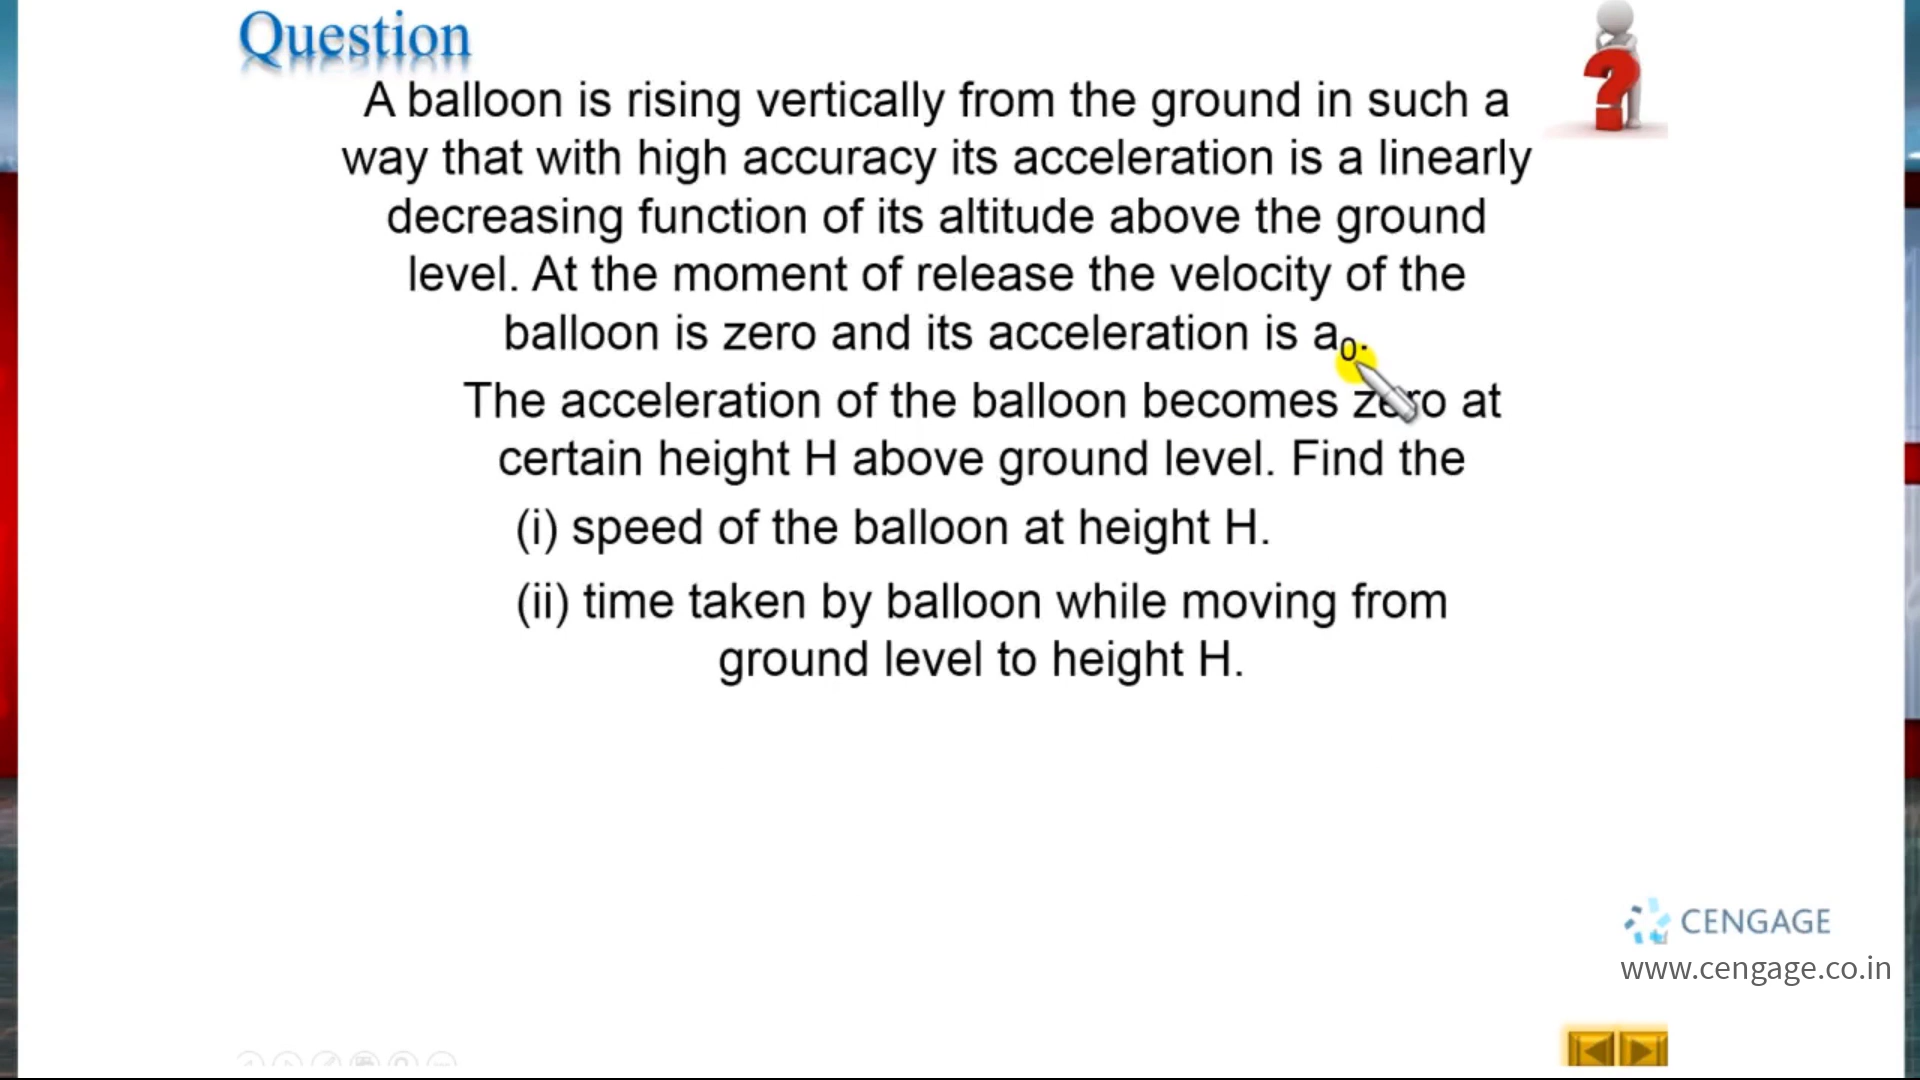 Question
A balloon is rising vertically from the ground in such a
way that with high accuracy its acceleration is a linearly
decreasing function of its altitude above the ground
level. At the moment of release the velocity of the
balloon is zero and its acceleration is a₀.
The acceleration of the balloon becomes zero at
certain height H above ground level. Find the
(i) speed of the balloon at height H.
(ii) time taken by balloon while moving from
ground level to height H.
CENGAGE
www.cengage.co.in